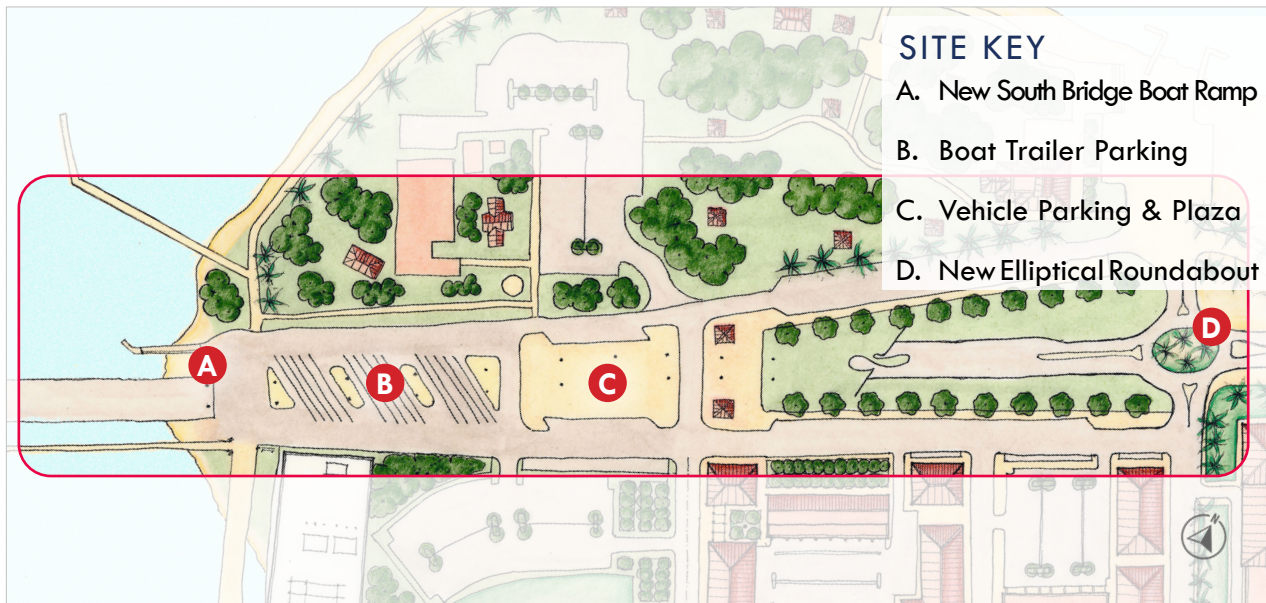 SITE KEY
A. New South Bridge Boat Ramp
B. Boat Trailer Parking
C. Vehicle Parking & Plaza
D. New Elliptical Roundabout
D
A
B
C
N